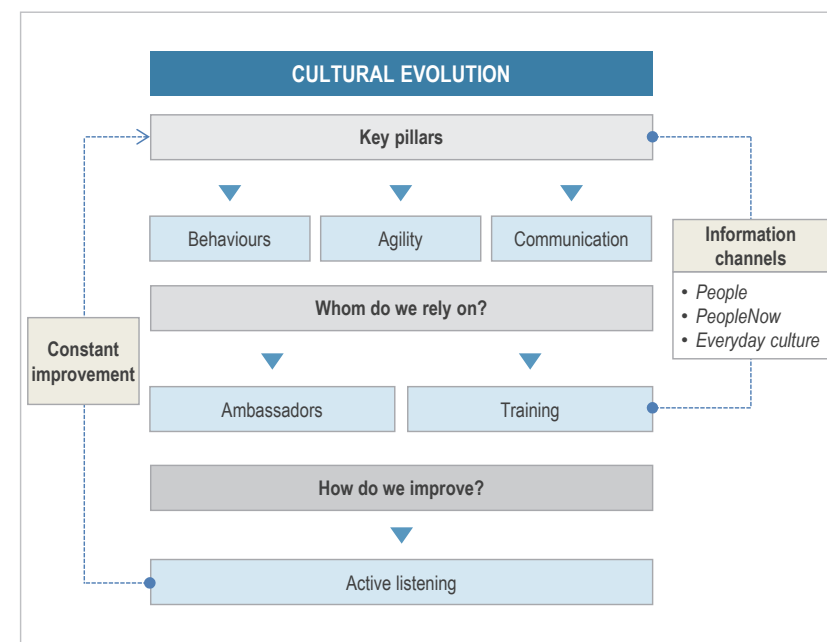 CULTURAL EVOLUTION
Key pillars
Behaviours
Agility
Communication
Information
channels
• People
• PeopleNow
• Everyday culture
Whom do we rely on?
Constant
improvement
Ambassadors
Training
How do we improve?
Active listening